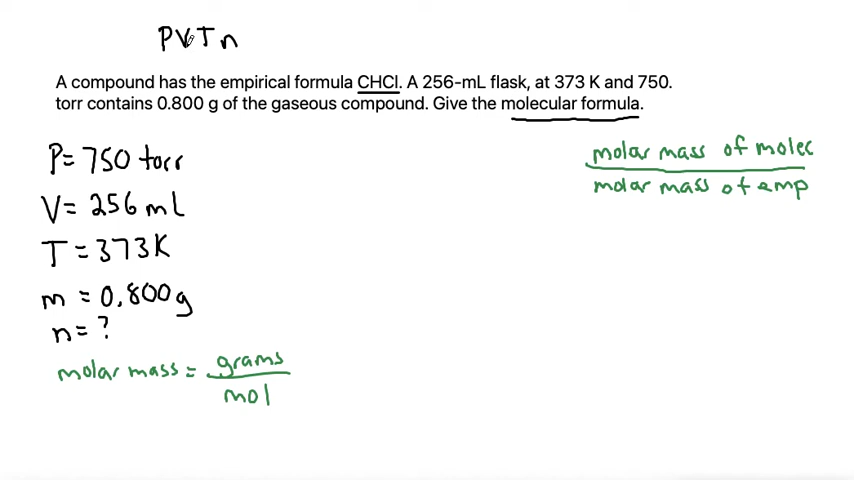 PVTn
A compound has the empirical formula CHCl. A 256-mL flask, at 373 K and 750.
torr contains 0.800 g of the gaseous compound. Give the molecular formula.
P= 750 torr
V= 256 mL
T = 373K
m = 0.800g
n= ?
molar mass = grams
mol
molar mass of molec
molar mass of emp